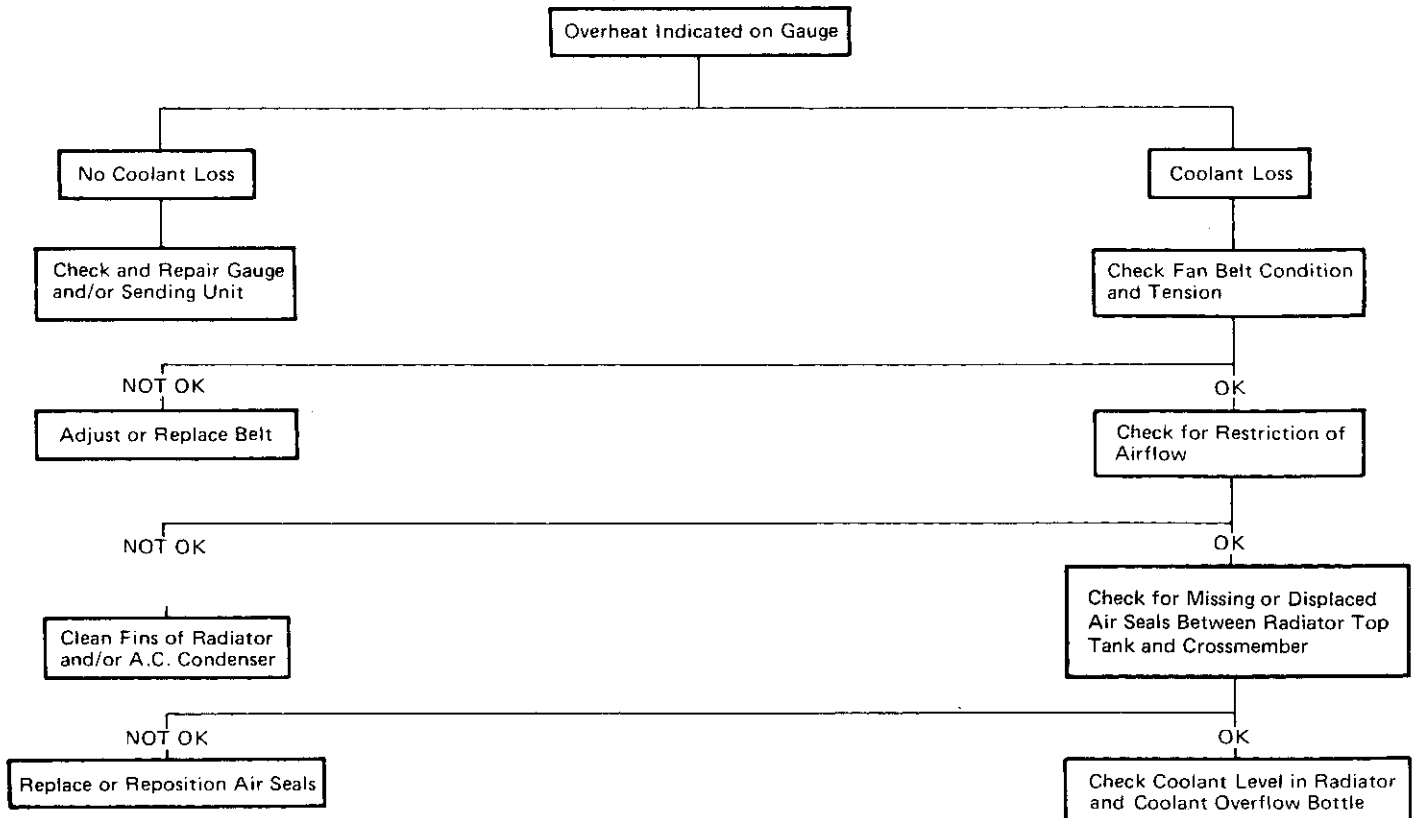 Overheat Indicated on Gauge
No Coolant Loss
Coolant Loss
Check and Repair Gauge
and/or Sending Unit
Check Fan Belt Condition
and Tension
NOT OK
OK
Adjust or Replace Belt
Check for Restriction of
Airflow
NOT OK
OK
Clean Fins of Radiator
and/or A.C. Condenser
Check for Missing or Displaced
Air Seals Between Radiator Top
Tank and Crossmember
NOT OK
OK
Replace or Reposition Air Seals
Check Coolant Level in Radiator
and Coolant Overflow Bottle